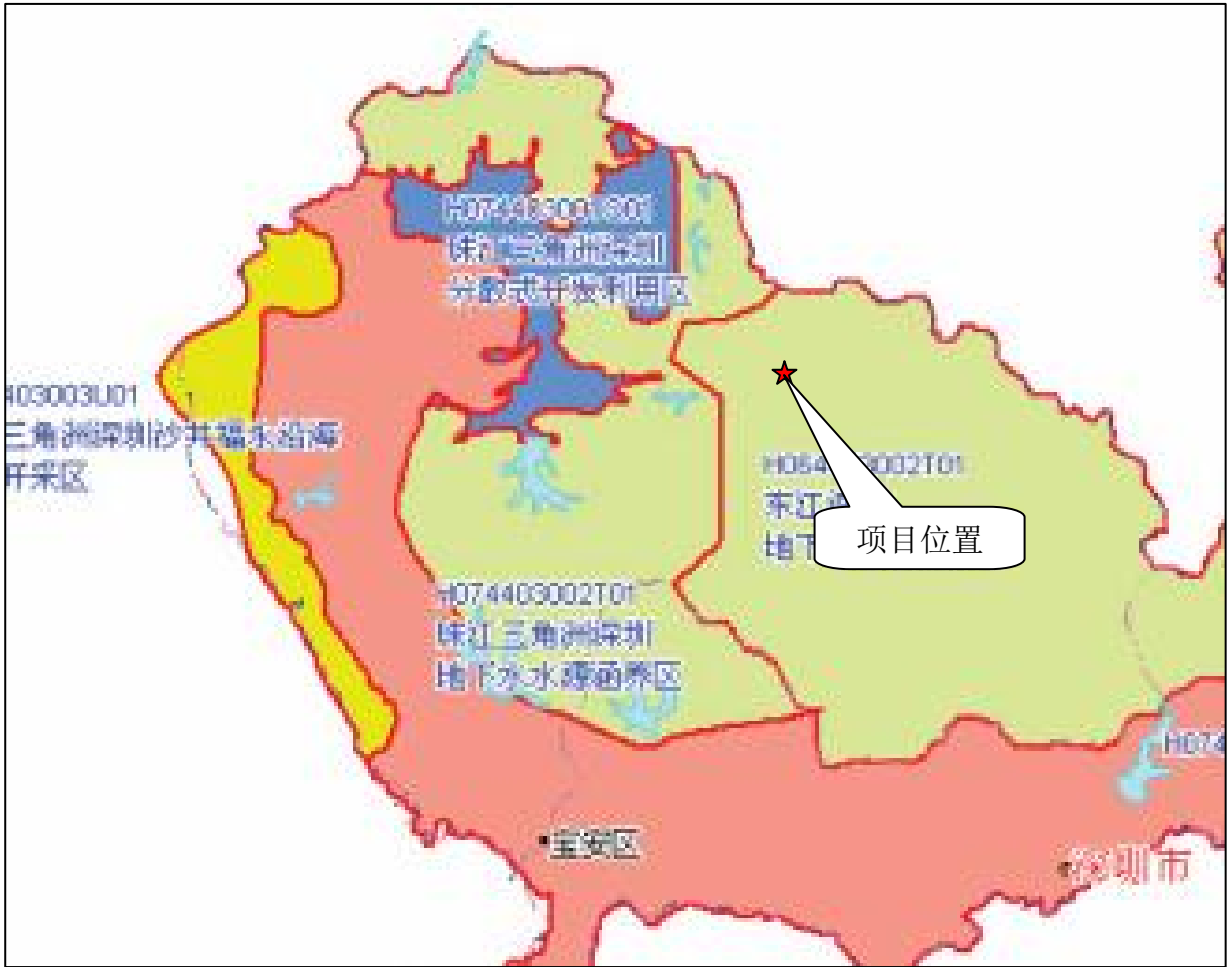 珠江三角洲深圳
分散式开发利用区
403003U01
三角洲深圳沙井福永沿海
开采区
002T01
东江
地下
项目位置
H074403002T01
珠江三角洲深圳
地下水水源涵养区
H074
宝安区
深圳市